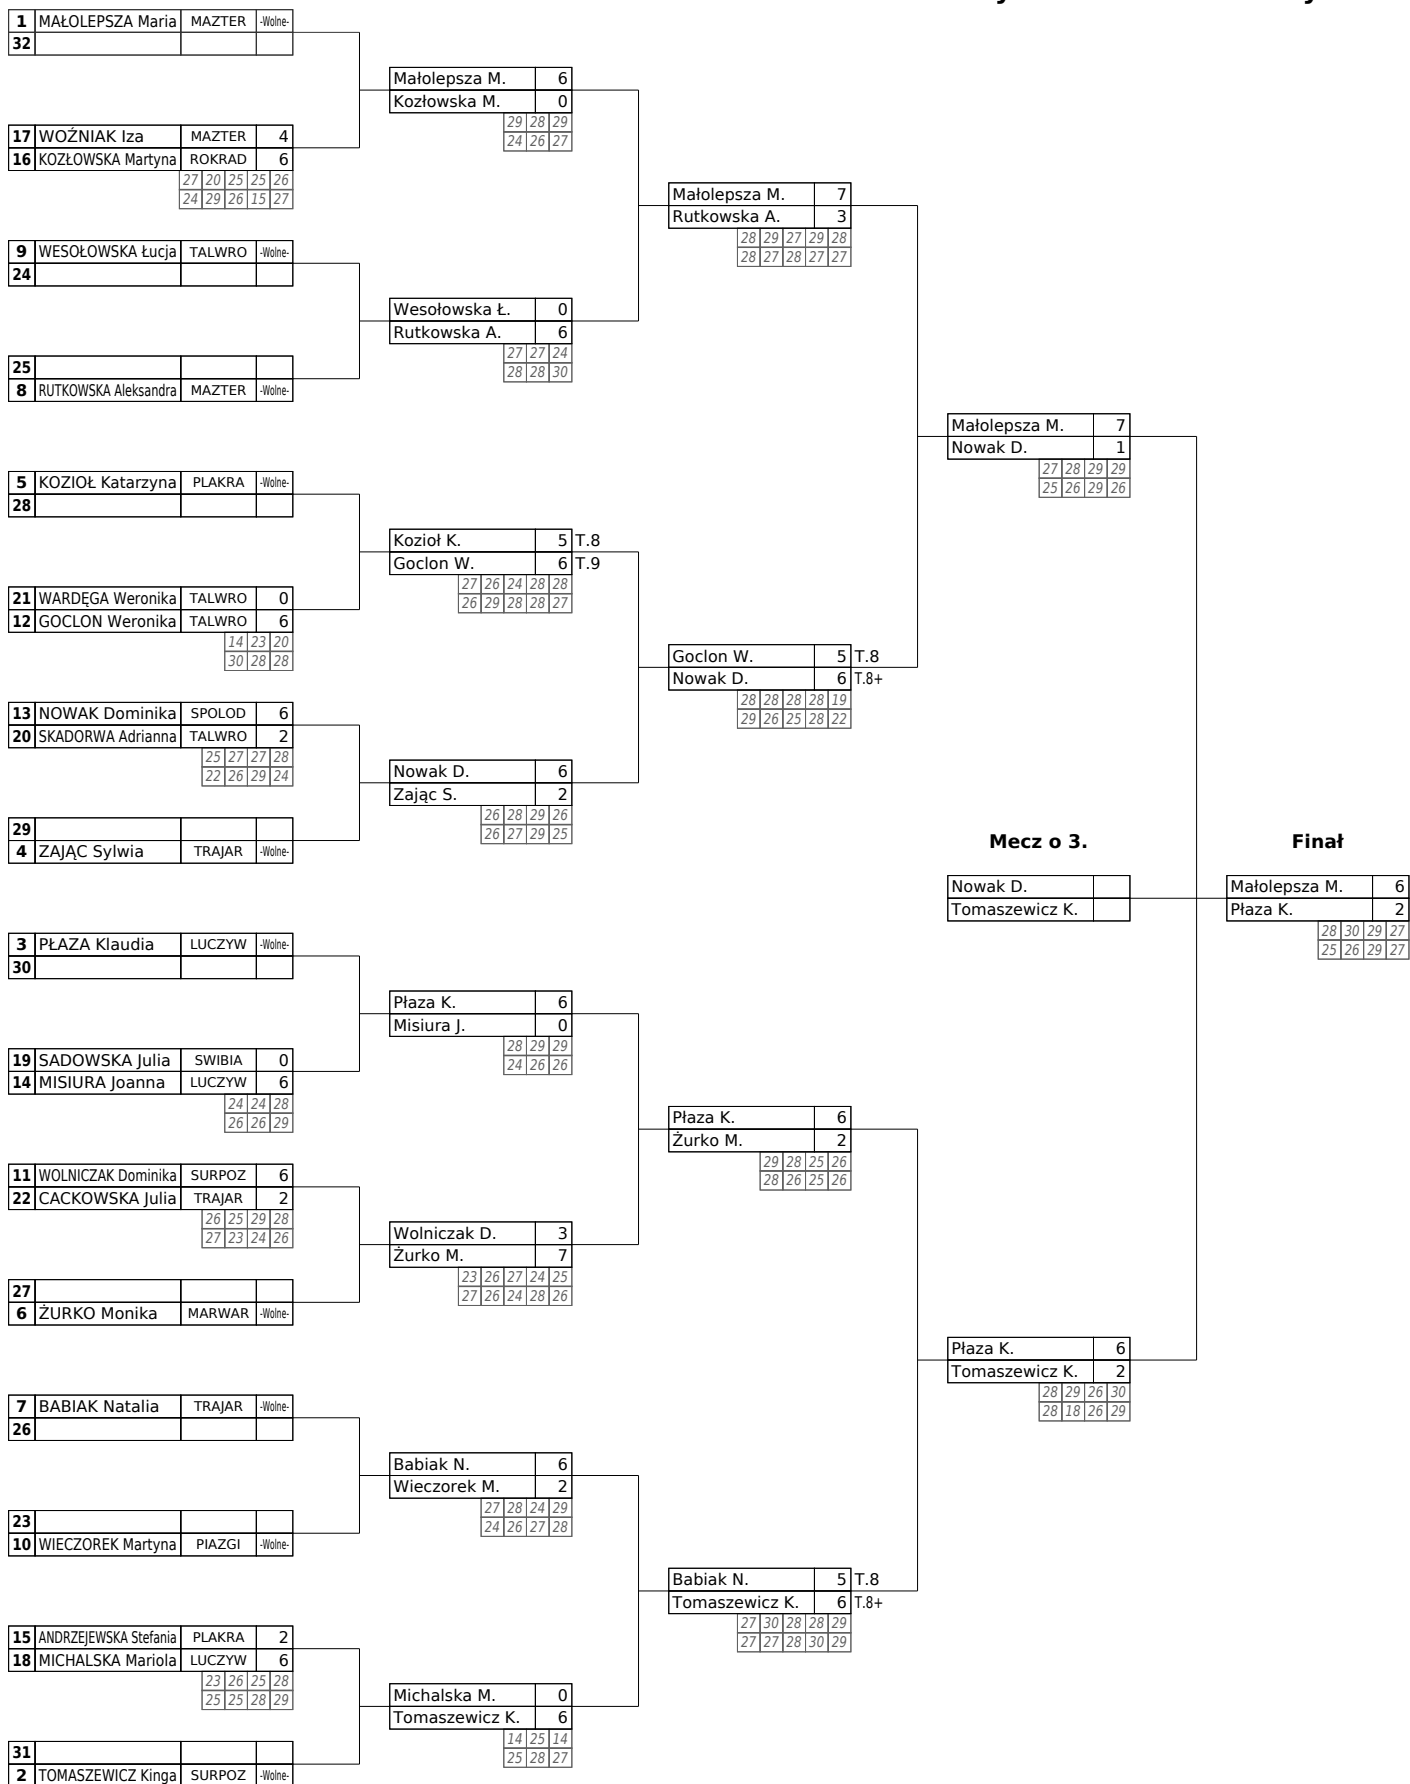 1 MAŁOLEPSZA Maria MAZTER -Wolne-
32
17 WOŹNIAK Iza MAZTER 4
16 KOZŁOWSKA Martyna ROKRAD 6
27 20 25 25 26
24 29 26 15 27
9 WESOŁOWSKA Łucja TALWRO -Wolne-
24
25
8 RUTKOWSKA Aleksandra MAZTER -Wolne-
5 KOZIOŁ Katarzyna PLAKRA -Wolne-
28
21 WARDĘGA Weronika TALWRO 0
12 GOCLON Weronika TALWRO 6
14 23 20
30 28 28
13 NOWAK Dominika SPOLOD 6
20 SKADORWA Adrianna TALWRO 2
25 27 27 28
22 26 29 24
29
4 ZAJĄC Sylwia TRAJAR -Wolne-
3 PŁAZA Klaudia LUCZYW -Wolne-
30
19 SADOWSKA Julia SWIBIA 0
14 MISIURA Joanna LUCZYW 6
24 24 28
26 26 29
11 WOLNICZAK Dominika SURPOZ 6
22 CACKOWSKA Julia TRAJAR 2
26 25 29 28
27 23 24 26
27
6 ŻURKO Monika MARWAR -Wolne-
7 BABIAK Natalia TRAJAR -Wolne-
26
23
10 WIECZOREK Martyna PIAZGI -Wolne-
15 ANDRZEJEWSKA Stefania PLAKRA 2
18 MICHALSKA Mariola LUCZYW 6
23 26 25 28
25 25 28 29
31
2 TOMASZEWICZ Kinga SURPOZ -Wolne-
Małolepsza M. 6
Kozłowska M. 0
29 28 29
24 26 27
Wesołowska Ł. 0
Rutkowska A. 6
27 27 24
28 28 30
Kozioł K. 5 T.8
Goclon W. 6 T.9
27 26 24 28 28
26 29 28 28 27
Nowak D. 6
Zając S. 2
26 28 29 26
26 27 29 25
Płaza K. 6
Misiura J. 0
28 29 29
24 26 26
Wolniczak D. 3
Żurko M. 7
23 26 27 24 25
27 26 24 28 26
Babiak N. 6
Wieczorek M. 2
27 28 24 29
24 26 27 28
Michalska M. 0
Tomaszewicz K. 6
14 25 14
25 28 27
Małolepsza M. 7
Rutkowska A. 3
28 29 27 29 28
28 27 28 27 27
Goclon W. 5 T.8
Nowak D. 6 T.8+
28 28 28 28 19
29 26 25 28 22
Płaza K. 6
Żurko M. 2
29 28 25 26
28 26 25 26
Babiak N. 5 T.8
Tomaszewicz K. 6 T.8+
27 30 28 28 29
27 27 28 30 29
Małolepsza M. 7
Nowak D. 1
27 28 29 29
25 26 29 26
Mecz o 3.
Nowak D.
Tomaszewicz K.
Płaza K. 6
Tomaszewicz K. 2
28 29 26 30
28 18 26 29
Finał
Małolepsza M. 6
Płaza K. 2
28 30 29 27
25 26 29 27